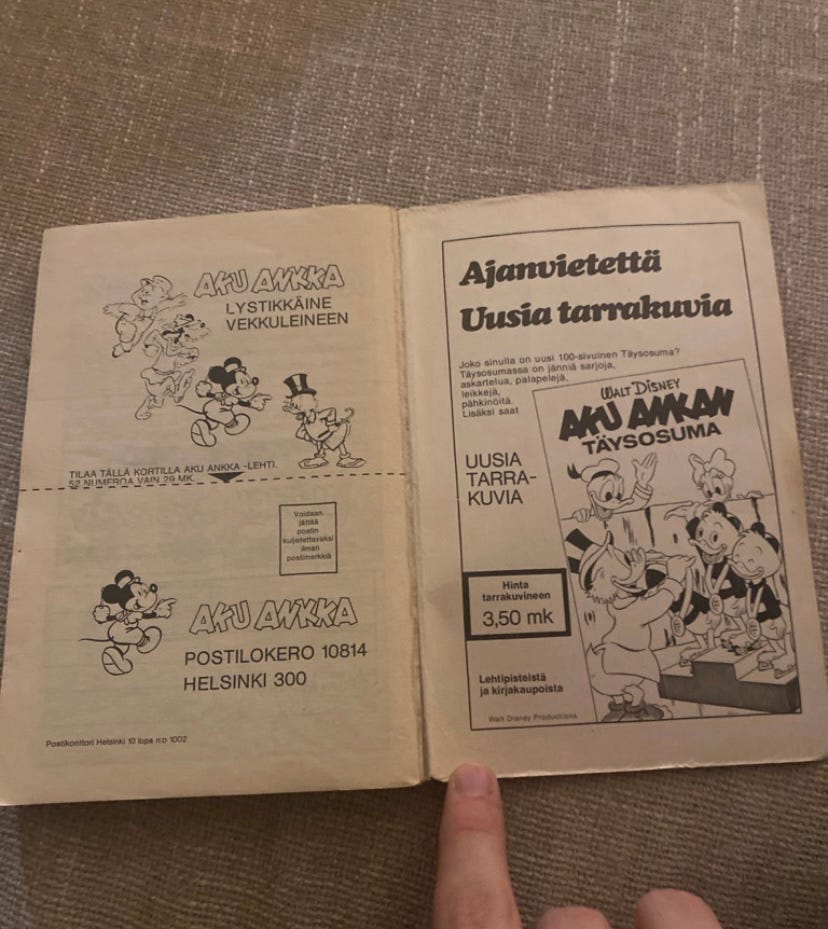 AKU ANKKA
LYSTIKKÄINE
VEKKULEINEEN
TILAA TÄLLÄ KORTILLA AKU ANKKA -LEHTI.
52 NUMEROA VAIN 29 MK.
Voidaan
jättää
postin
kuljetettavaksi
ilman
postimerkkiä
AKU ANKKA
POSTILOKERO 10814
HELSINKI 300
Postikonttori Helsinki 10 lupa n:o 1002
Ajanvietettä
Uusia tarrakuvia
Joko sinulla on uusi 100-sivuinen Täysosuma?
Täysosumassa on jänniä sarjoja,
askartelua, palapelejä,
leikkejä,
pähkinöitä.
Lisäksi saat
UUSIA
TARRA-
KUVIA
WALT DISNEY
AKU ANKAN
TÄYSOSUMA
Hinta
tarrakuvineen
3,50 mk
Lehtipisteistä
ja kirjakaupoista
Walt Disney Productions